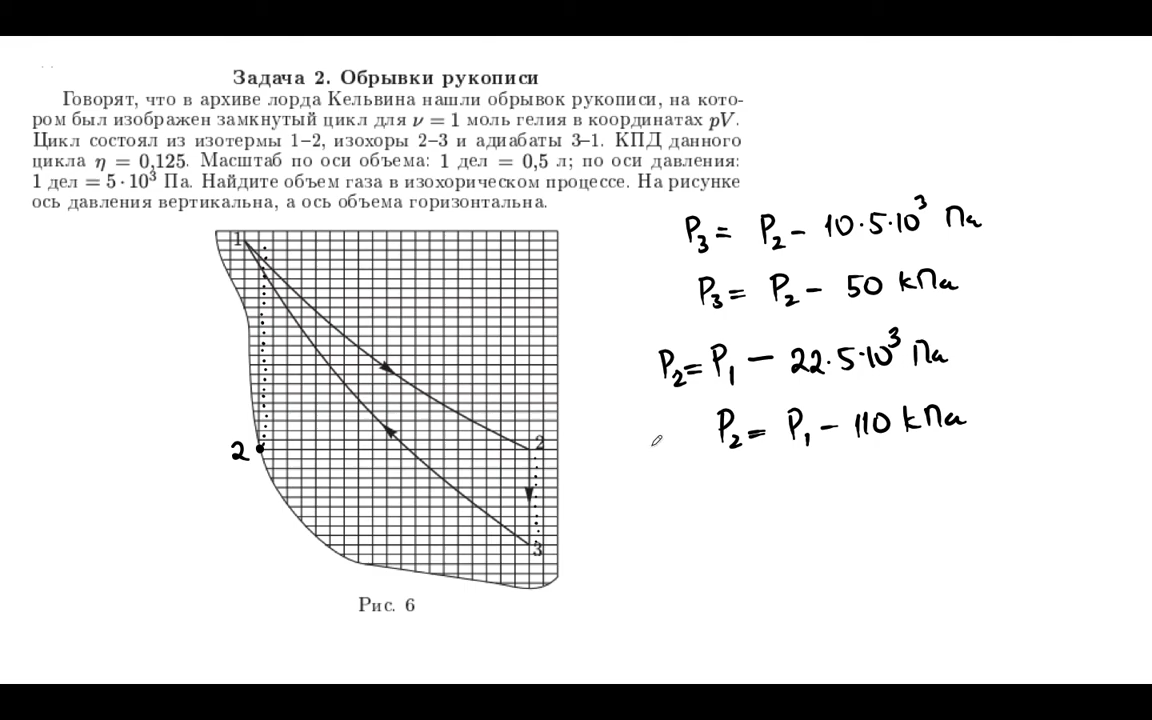 Задача 2. Обрывки рукописи
Говорят, что в архиве лорда Кельвина нашли обрывок рукописи, на кото-
ром был изображен замкнутый цикл для ν = 1 моль гелия в координатах pV.
Цикл состоял из изотермы 1–2, изохоры 2–3 и адиабаты 3–1. КПД данного
цикла η = 0,125. Масштаб по оси объема: 1 дел = 0,5 л; по оси давления:
1 дел = 5 · 10³ Па. Найдите объем газа в изохорическом процессе. На рисунке
ось давления вертикальна, а ось объема горизонтальна.
P₃ = P₂ − 10·5·10³ Па
P₃ = P₂ − 50 кПа
P₂ = P₁ − 22·5·10³ Па
P₂ = P₁ − 110 кПа
1
2
2
3
Рис. 6